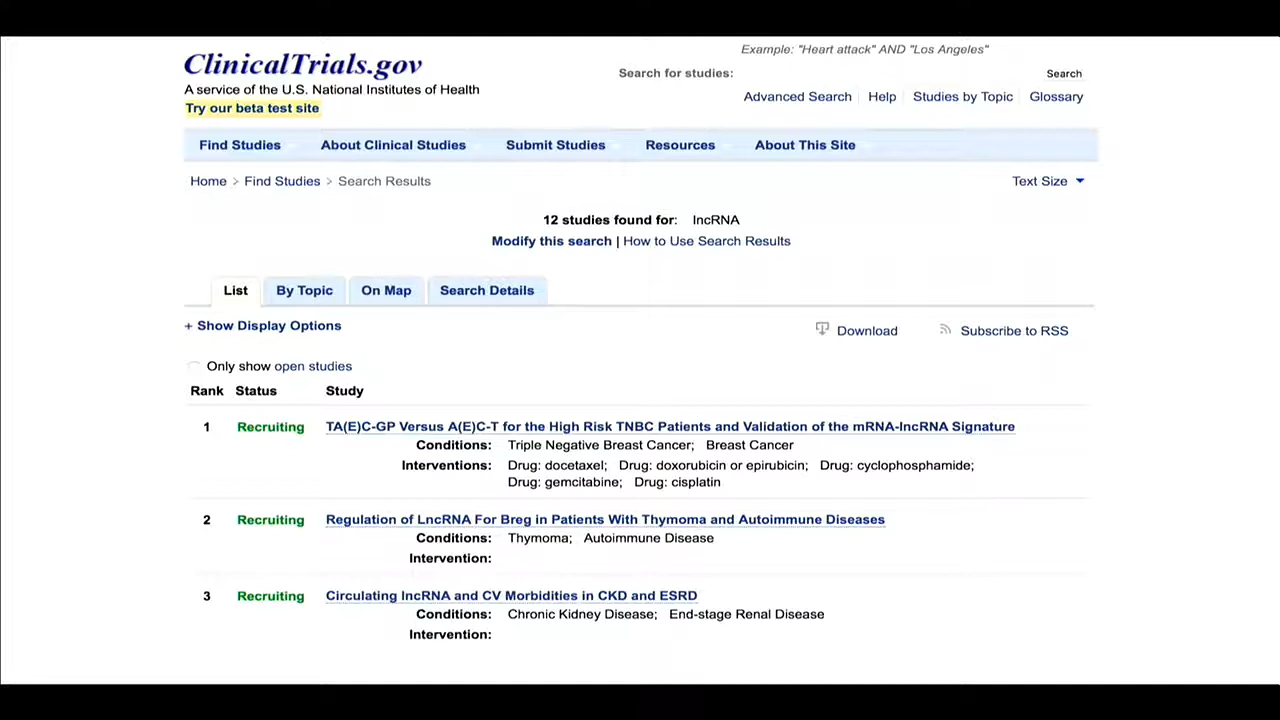 ClinicalTrials.gov
A service of the U.S. National Institutes of Health
Try our beta test site
Example: "Heart attack" AND "Los Angeles"
Search for studies:
Search
Advanced Search Help Studies by Topic Glossary
Find Studies About Clinical Studies Submit Studies Resources About This Site
Home > Find Studies > Search Results
Text Size
12 studies found for: lncRNA
Modify this search | How to Use Search Results
List By Topic On Map Search Details
+ Show Display Options
Download Subscribe to RSS
Only show open studies
Rank Status Study
1 Recruiting TA(E)C-GP Versus A(E)C-T for the High Risk TNBC Patients and Validation of the mRNA-lncRNA Signature
Conditions: Triple Negative Breast Cancer; Breast Cancer
Interventions: Drug: docetaxel; Drug: doxorubicin or epirubicin; Drug: cyclophosphamide;
Drug: gemcitabine; Drug: cisplatin
2 Recruiting Regulation of LncRNA For Breg in Patients With Thymoma and Autoimmune Diseases
Conditions: Thymoma; Autoimmune Disease
Intervention:
3 Recruiting Circulating lncRNA and CV Morbidities in CKD and ESRD
Conditions: Chronic Kidney Disease; End-stage Renal Disease
Intervention: